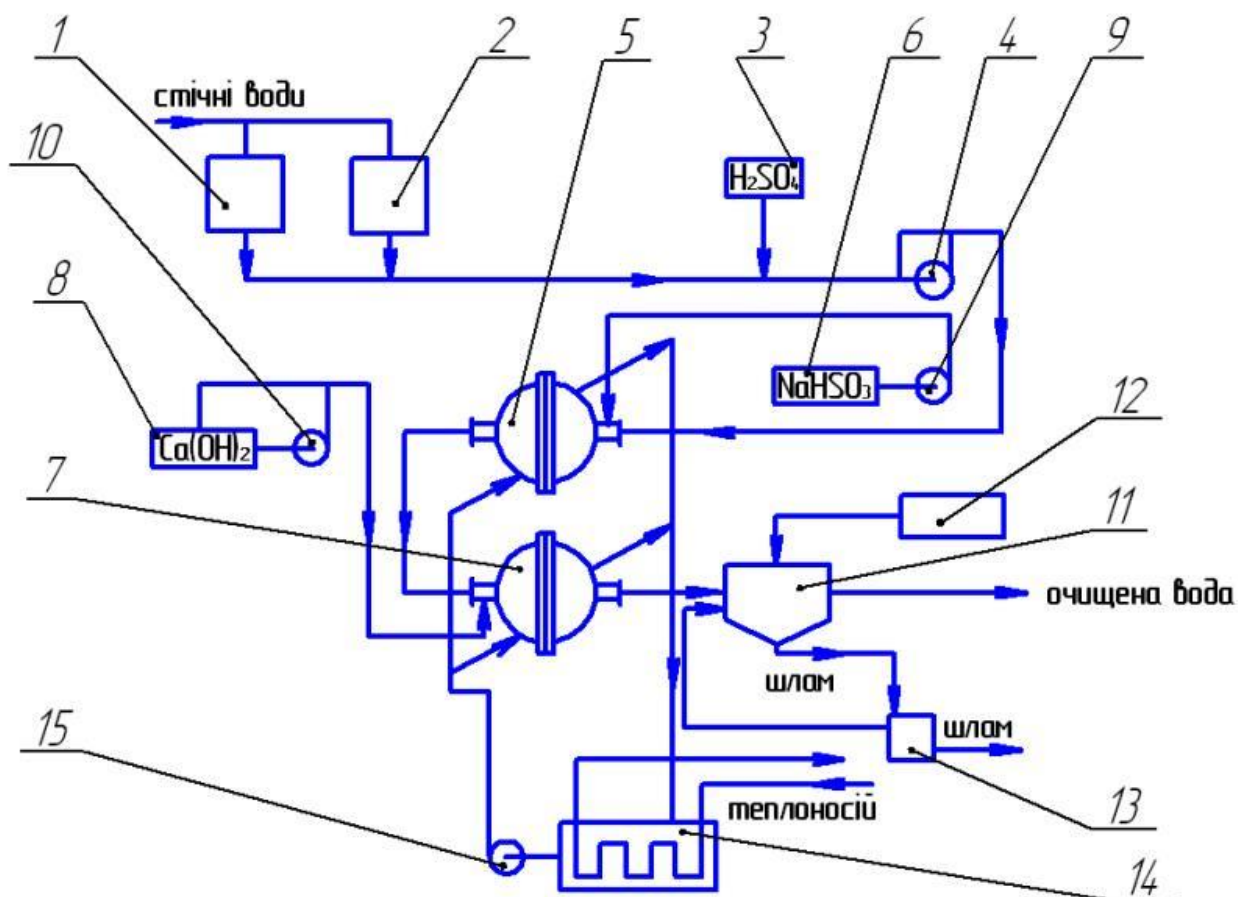 1
2
5
3
6
4
9
стічні води
10
H₂SO₄
8
NaHSO₃
12
Ca(OH)₂
7
11
очищена вода
шлам
15
шлам
теплоносій
13
14